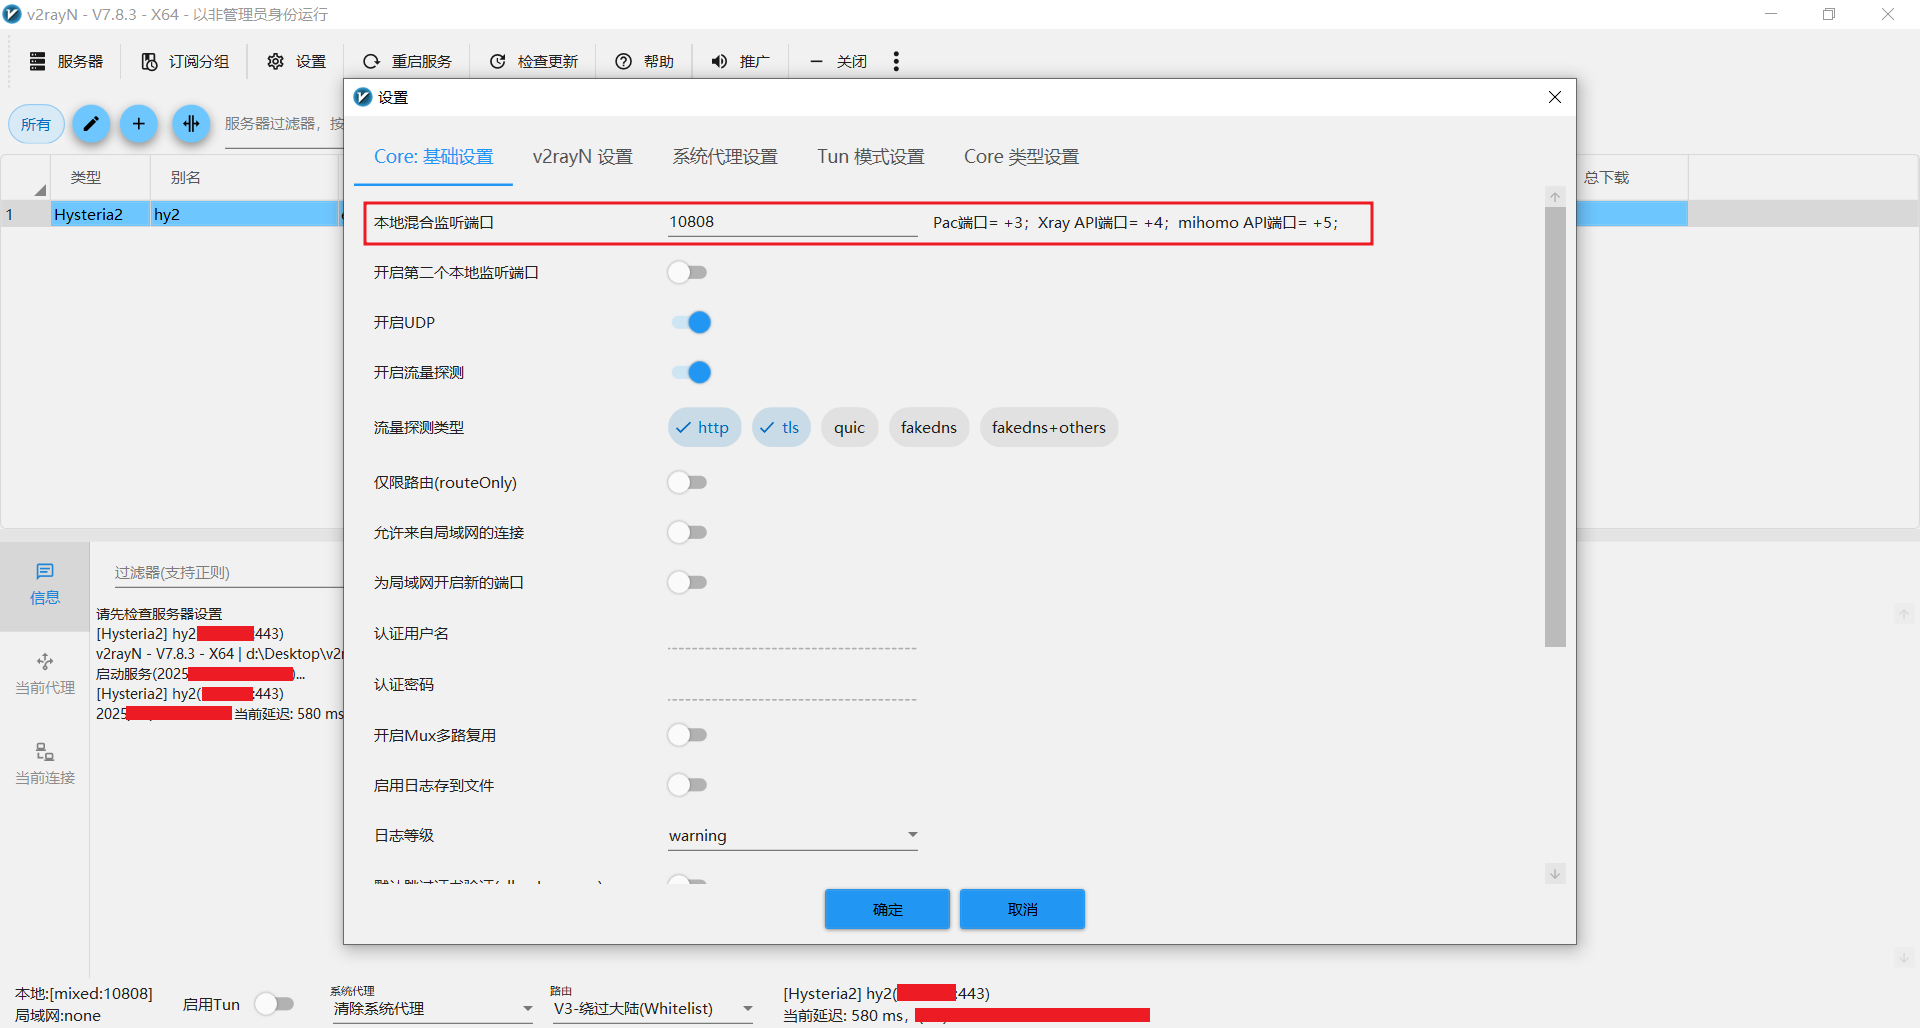 v2rayN - V7.8.3 - X64 - 以非管理员身份运行
服务器
订阅分组
设置
重启服务
检查更新
帮助
推广
关闭
所有
服务器过滤器，按
类型
别名
总下载
1
Hysteria2
hy2
设置
Core: 基础设置
v2rayN 设置
系统代理设置
Tun 模式设置
Core 类型设置
本地混合监听端口
10808
Pac端口= +3；Xray API端口= +4；mihomo API端口= +5；
开启第二个本地监听端口
开启UDP
开启流量探测
流量探测类型
http
tls
quic
fakedns
fakedns+others
仅限路由(routeOnly)
允许来自局域网的连接
为局域网开启新的端口
认证用户名
认证密码
开启Mux多路复用
启用日志存到文件
日志等级
warning
确定
取消
信息
当前代理
当前连接
过滤器(支持正则)
请先检查服务器设置
[Hysteria2] hy2 :443)
v2rayN - V7.8.3 - X64 | d:\Desktop\v2r
启动服务(2025 )...
[Hysteria2] hy2( :443)
2025 当前延迟: 580 ms
本地:[mixed:10808]
局域网:none
启用Tun
系统代理
清除系统代理
路由
V3-绕过大陆(Whitelist)
[Hysteria2] hy2( :443)
当前延迟: 580 ms，